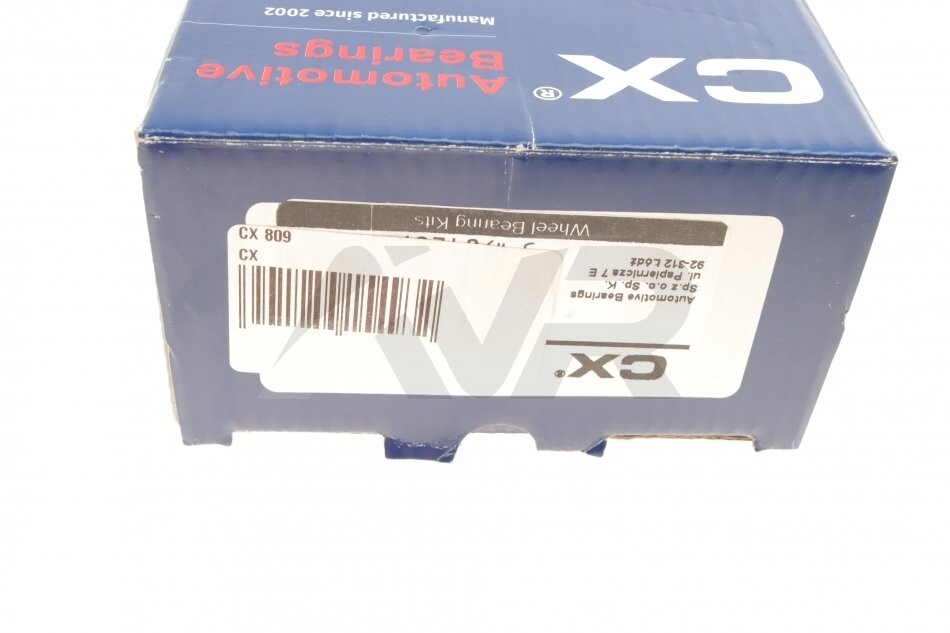 CX®
Automotive
Bearings
Manufactured since 2002
CX 809
CX
Wheel Bearing Kits
CX®
Automotive Bearings
Sp. z o.o. Sp. K.
ul. Papiernicza 7 E
92-312 Łódź
AVR